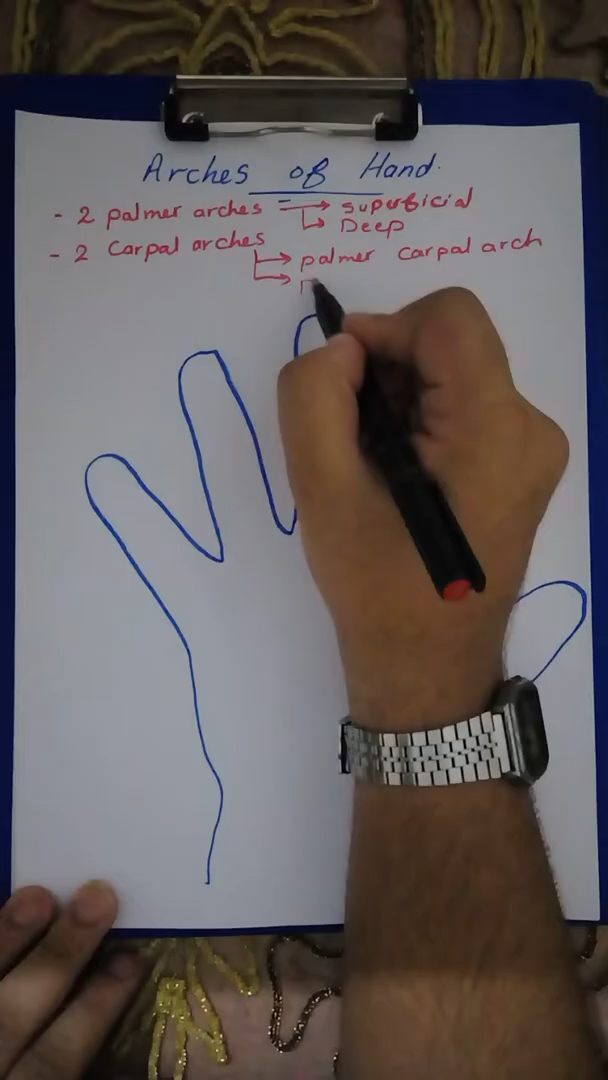 Arches of Hand.
- 2 palmer arches = superficial
Deep
- 2 Carpal arches
palmer carpal arch